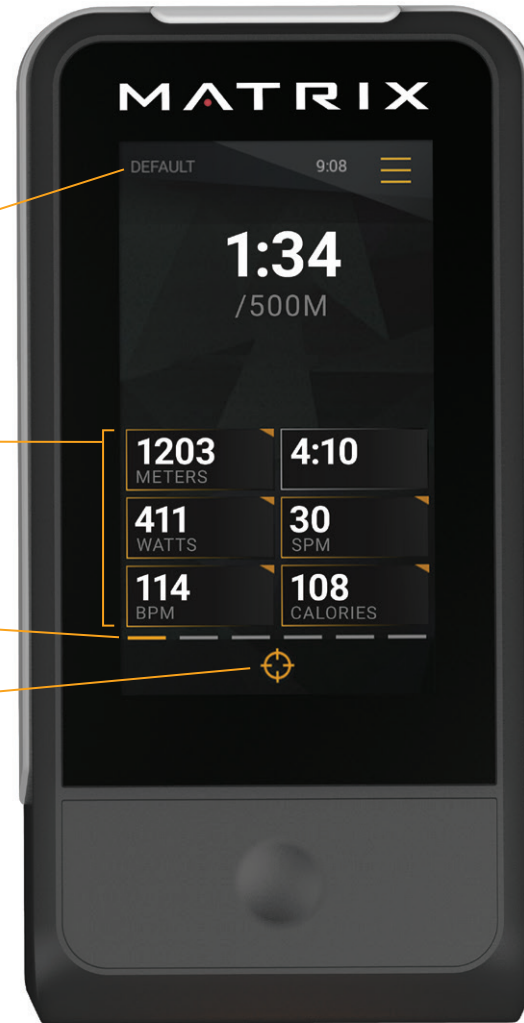 MATRIX
DEFAULT 9:08
1:34
/500M
1203 4:10
METERS
411 30
WATTS SPM
114 108
BPM CALORIES